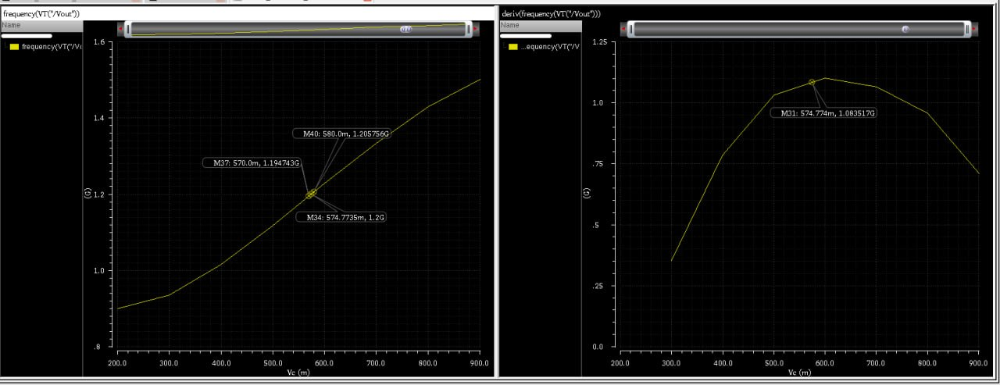 frequency(VT("/Vout"))
Name
frequency(VT("/Vo
1.6
1.4
1.2
1.0
.8
(G)
M40: 580.0m, 1.205756G
M37: 570.0m, 1.194743G
M34: 574.7735m, 1.2G
200.0 300.0 400.0 500.0 600.0 700.0 800.0 900.0
Vc (m)
deriv(frequency(VT("/Vout")))
Name
...equency(VT("/V
1.25
1.0
.75
.5
.25
0.0
(G)
M31: 574.774m, 1.083517G
200.0 300.0 400.0 500.0 600.0 700.0 800.0 900.0
Vc (m)